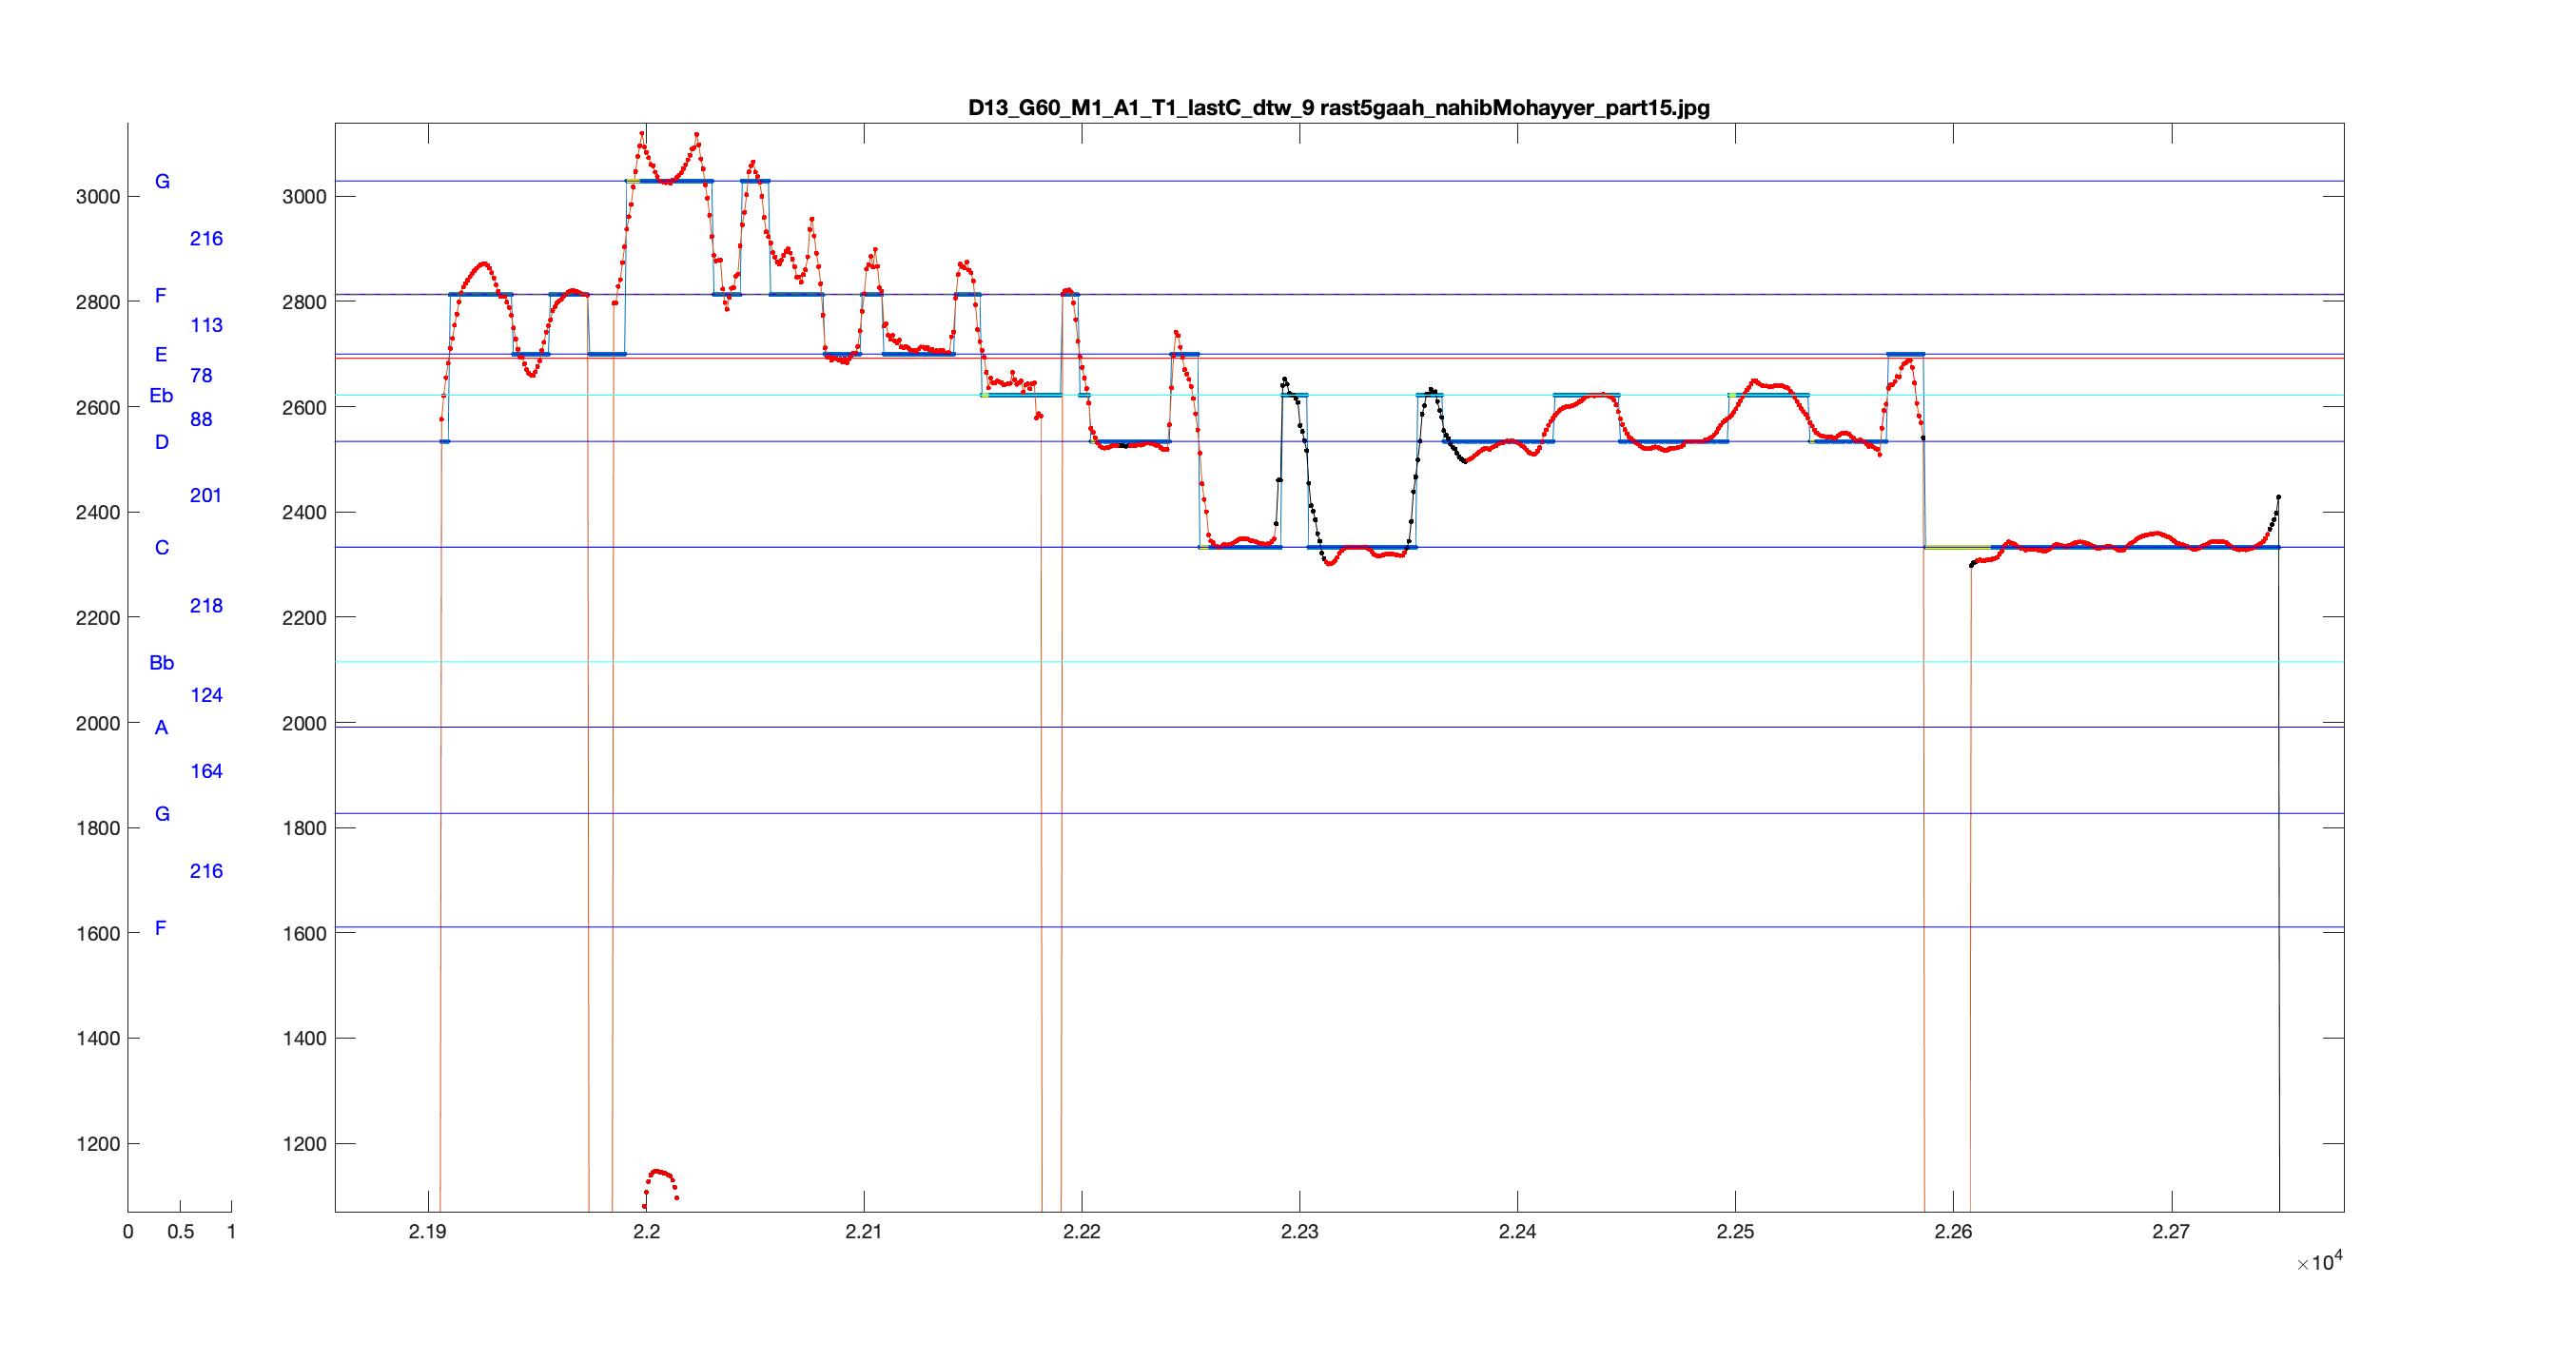 D13_G60_M1_A1_T1_lastC_dtw_9 rast5gaah_nahibMohayyer_part15.jpg
3000
2800
2600
2400
2200
2000
1800
1600
1400
1200
0 0.5 1
G
216
F
113
E
78
Eb
88
D
201
C
218
Bb
124
A
164
G
216
F
3000
2800
2600
2400
2200
2000
1800
1600
1400
1200
2.19 2.2 2.21 2.22 2.23 2.24 2.25 2.26 2.27
×10⁴